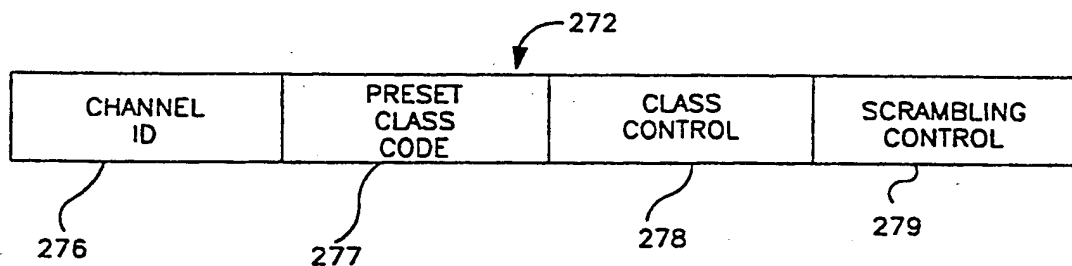 272
CHANNEL
ID
PRESET
CLASS
CODE
CLASS
CONTROL
SCRAMBLING
CONTROL
276
277
278
279